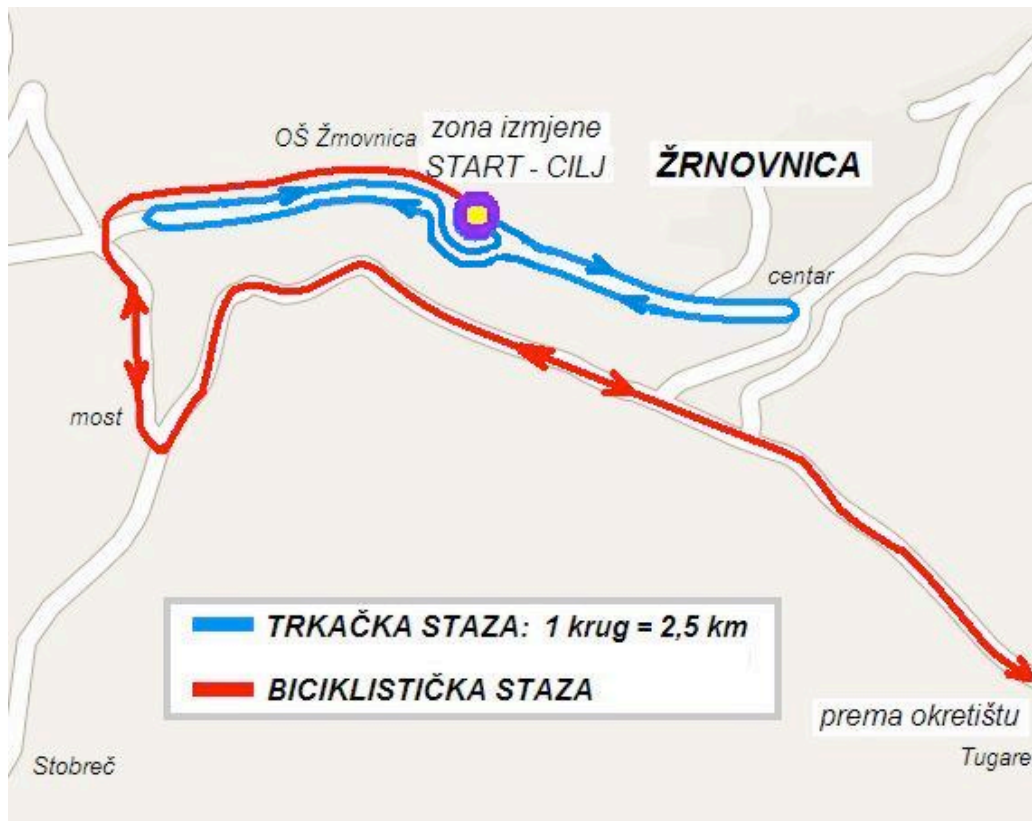 OŠ Žrnovnica
zona izmjene
START - CILJ
ŽRNOVNICA
centar
most
TRKAČKA STAZA: 1 krug = 2,5 km
BICIKLISTIČKA STAZA
prema okretištu
Stobreč
Tugare